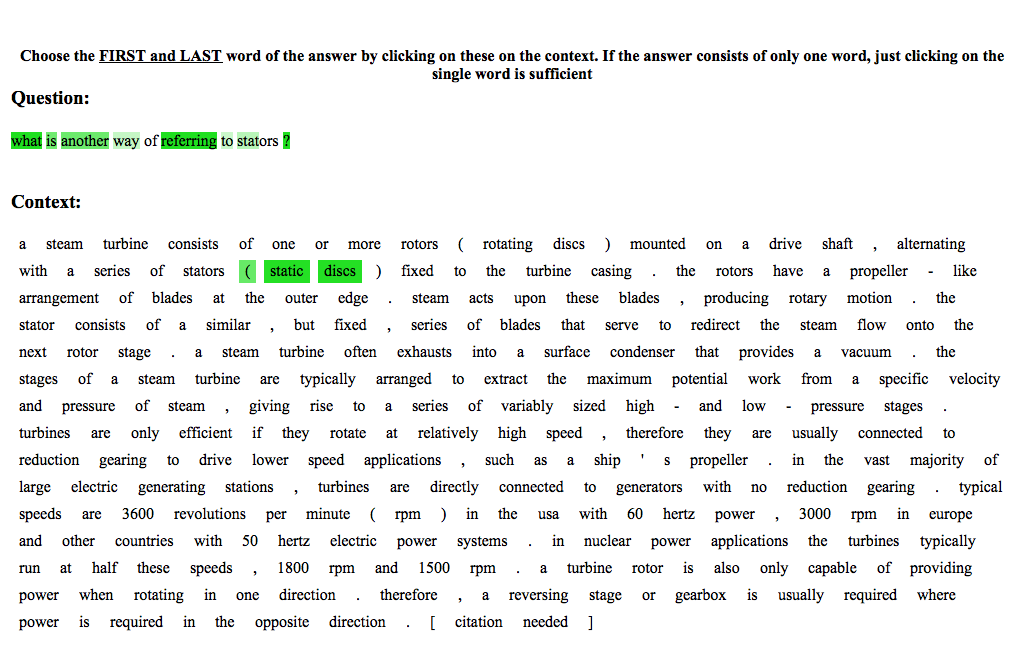 Choose the FIRST and LAST word of the answer by clicking on these on the context. If the answer consists of only one word, just clicking on the
single word is sufficient
Question:
what is another way of referring to stators ?
Context:
a steam turbine consists of one or more rotors ( rotating discs ) mounted on a drive shaft , alternating
with a series of stators ( static discs ) fixed to the turbine casing . the rotors have a propeller - like
arrangement of blades at the outer edge . steam acts upon these blades , producing rotary motion . the
stator consists of a similar , but fixed , series of blades that serve to redirect the steam flow onto the
next rotor stage . a steam turbine often exhausts into a surface condenser that provides a vacuum . the
stages of a steam turbine are typically arranged to extract the maximum potential work from a specific velocity
and pressure of steam , giving rise to a series of variably sized high - and low - pressure stages .
turbines are only efficient if they rotate at relatively high speed , therefore they are usually connected to
reduction gearing to drive lower speed applications , such as a ship ' s propeller . in the vast majority of
large electric generating stations , turbines are directly connected to generators with no reduction gearing . typical
speeds are 3600 revolutions per minute ( rpm ) in the usa with 60 hertz power , 3000 rpm in europe
and other countries with 50 hertz electric power systems . in nuclear power applications the turbines typically
run at half these speeds , 1800 rpm and 1500 rpm . a turbine rotor is also only capable of providing
power when rotating in one direction . therefore , a reversing stage or gearbox is usually required where
power is required in the opposite direction . [ citation needed ]